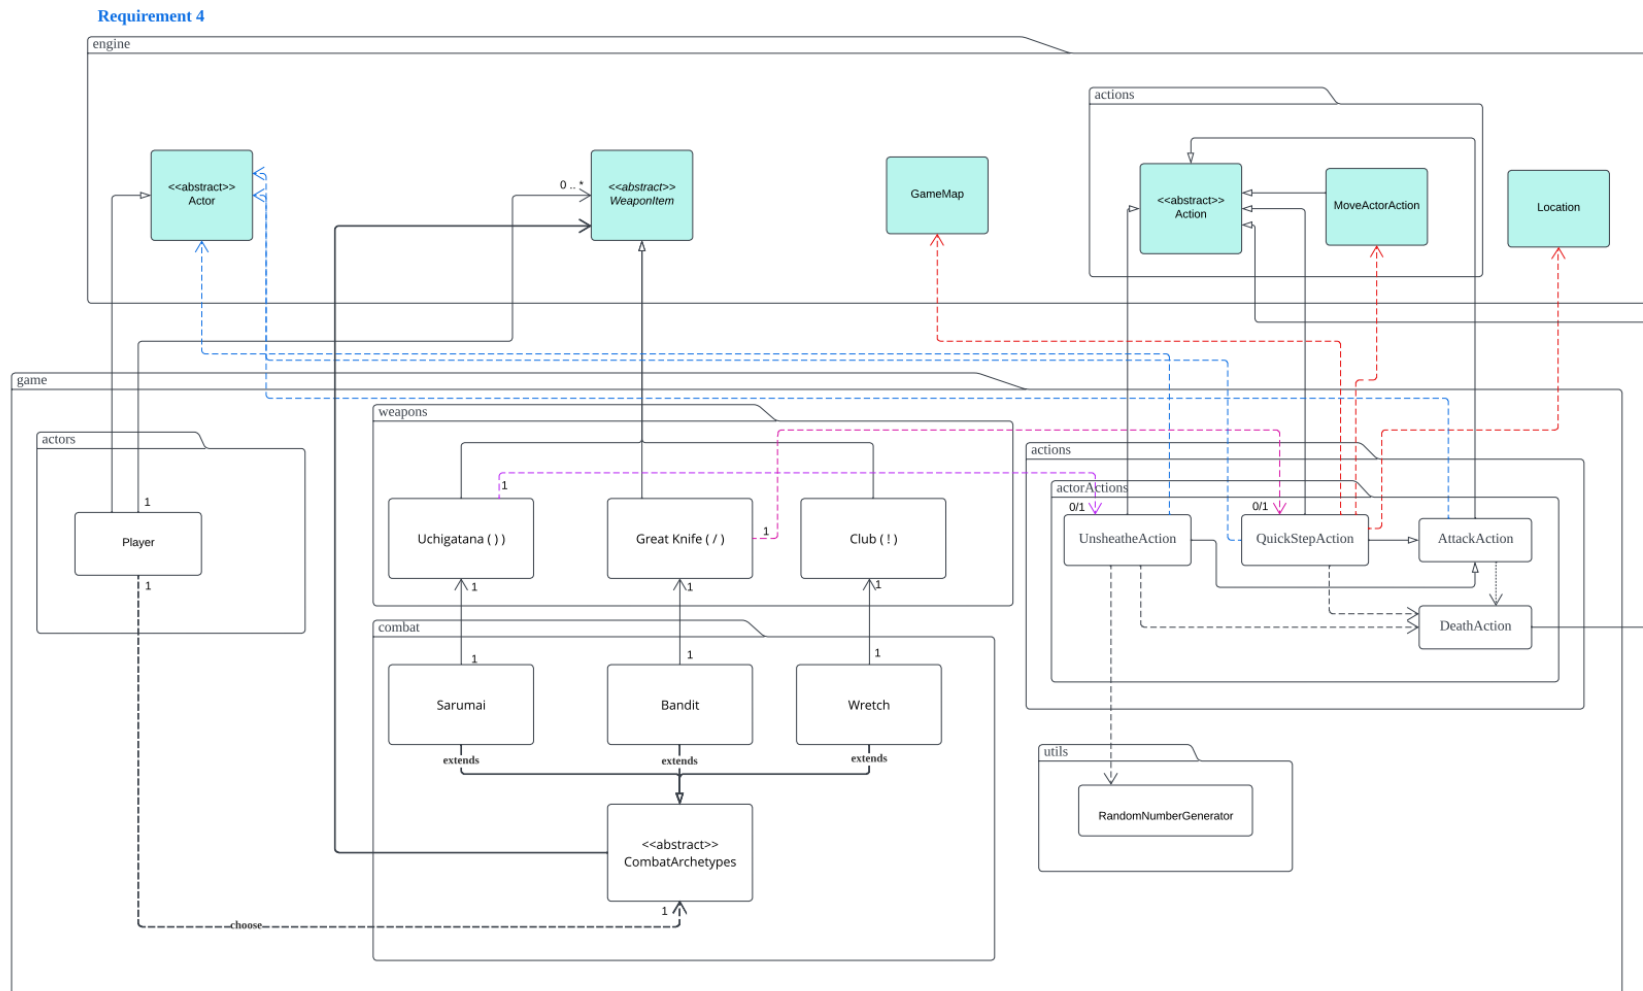 Requirement 4
engine
actions
<<abstract>>
Actor
0 .. *
<<abstract>>
WeaponItem
GameMap
<<abstract>>
Action
MoveActorAction
Location
game
weapons
actors
actions
1
1
actorActions
0/1
0/1
Player
Uchigatana ( ) )
Great Knife ( / )
1
Club ( ! )
UnsheatheAction
QuickStepAction
AttackAction
1
1
1
1
DeathAction
combat
1
1
1
Sarumai
Bandit
Wretch
extends
extends
extends
utils
RandomNumberGenerator
<<abstract>>
CombatArchetypes
1
choose